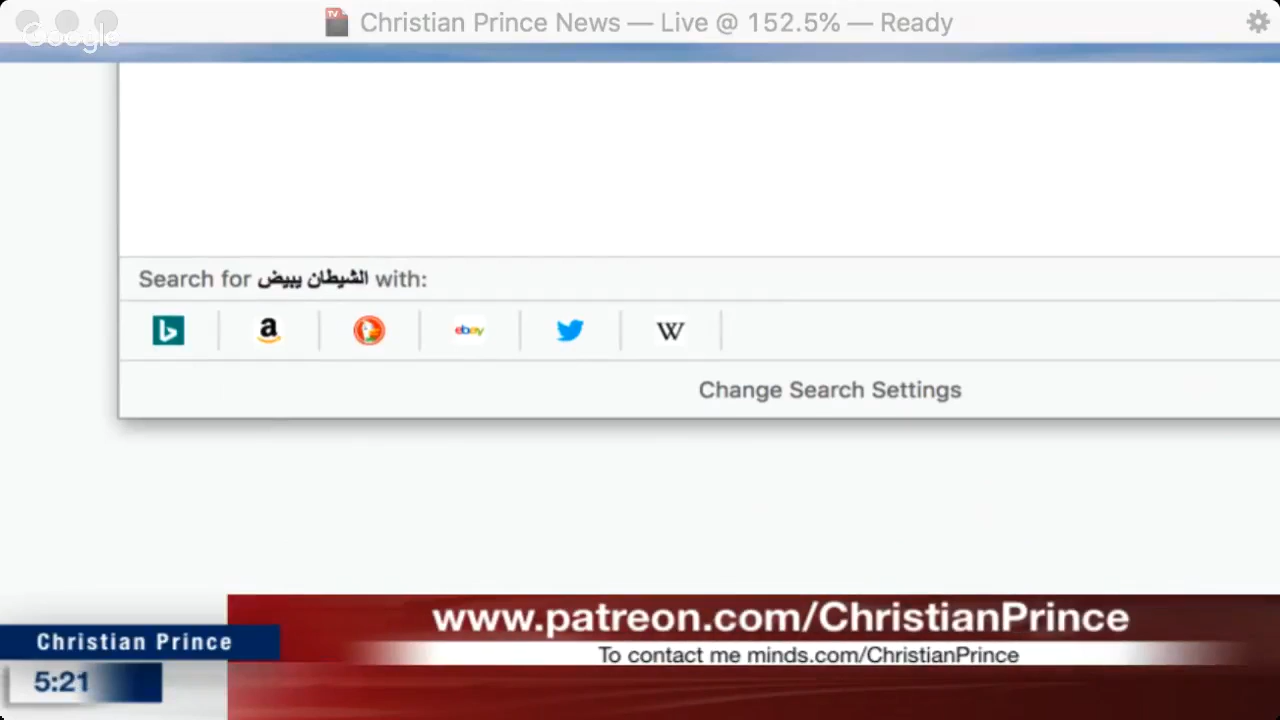 Christian Prince News — Live @ 152.5% — Ready
Google
Search for الشيطان يبيض with:
a
ebay
W
Change Search Settings
www.patreon.com/ChristianPrince
To contact me minds.com/ChristianPrince
Christian Prince
5:21